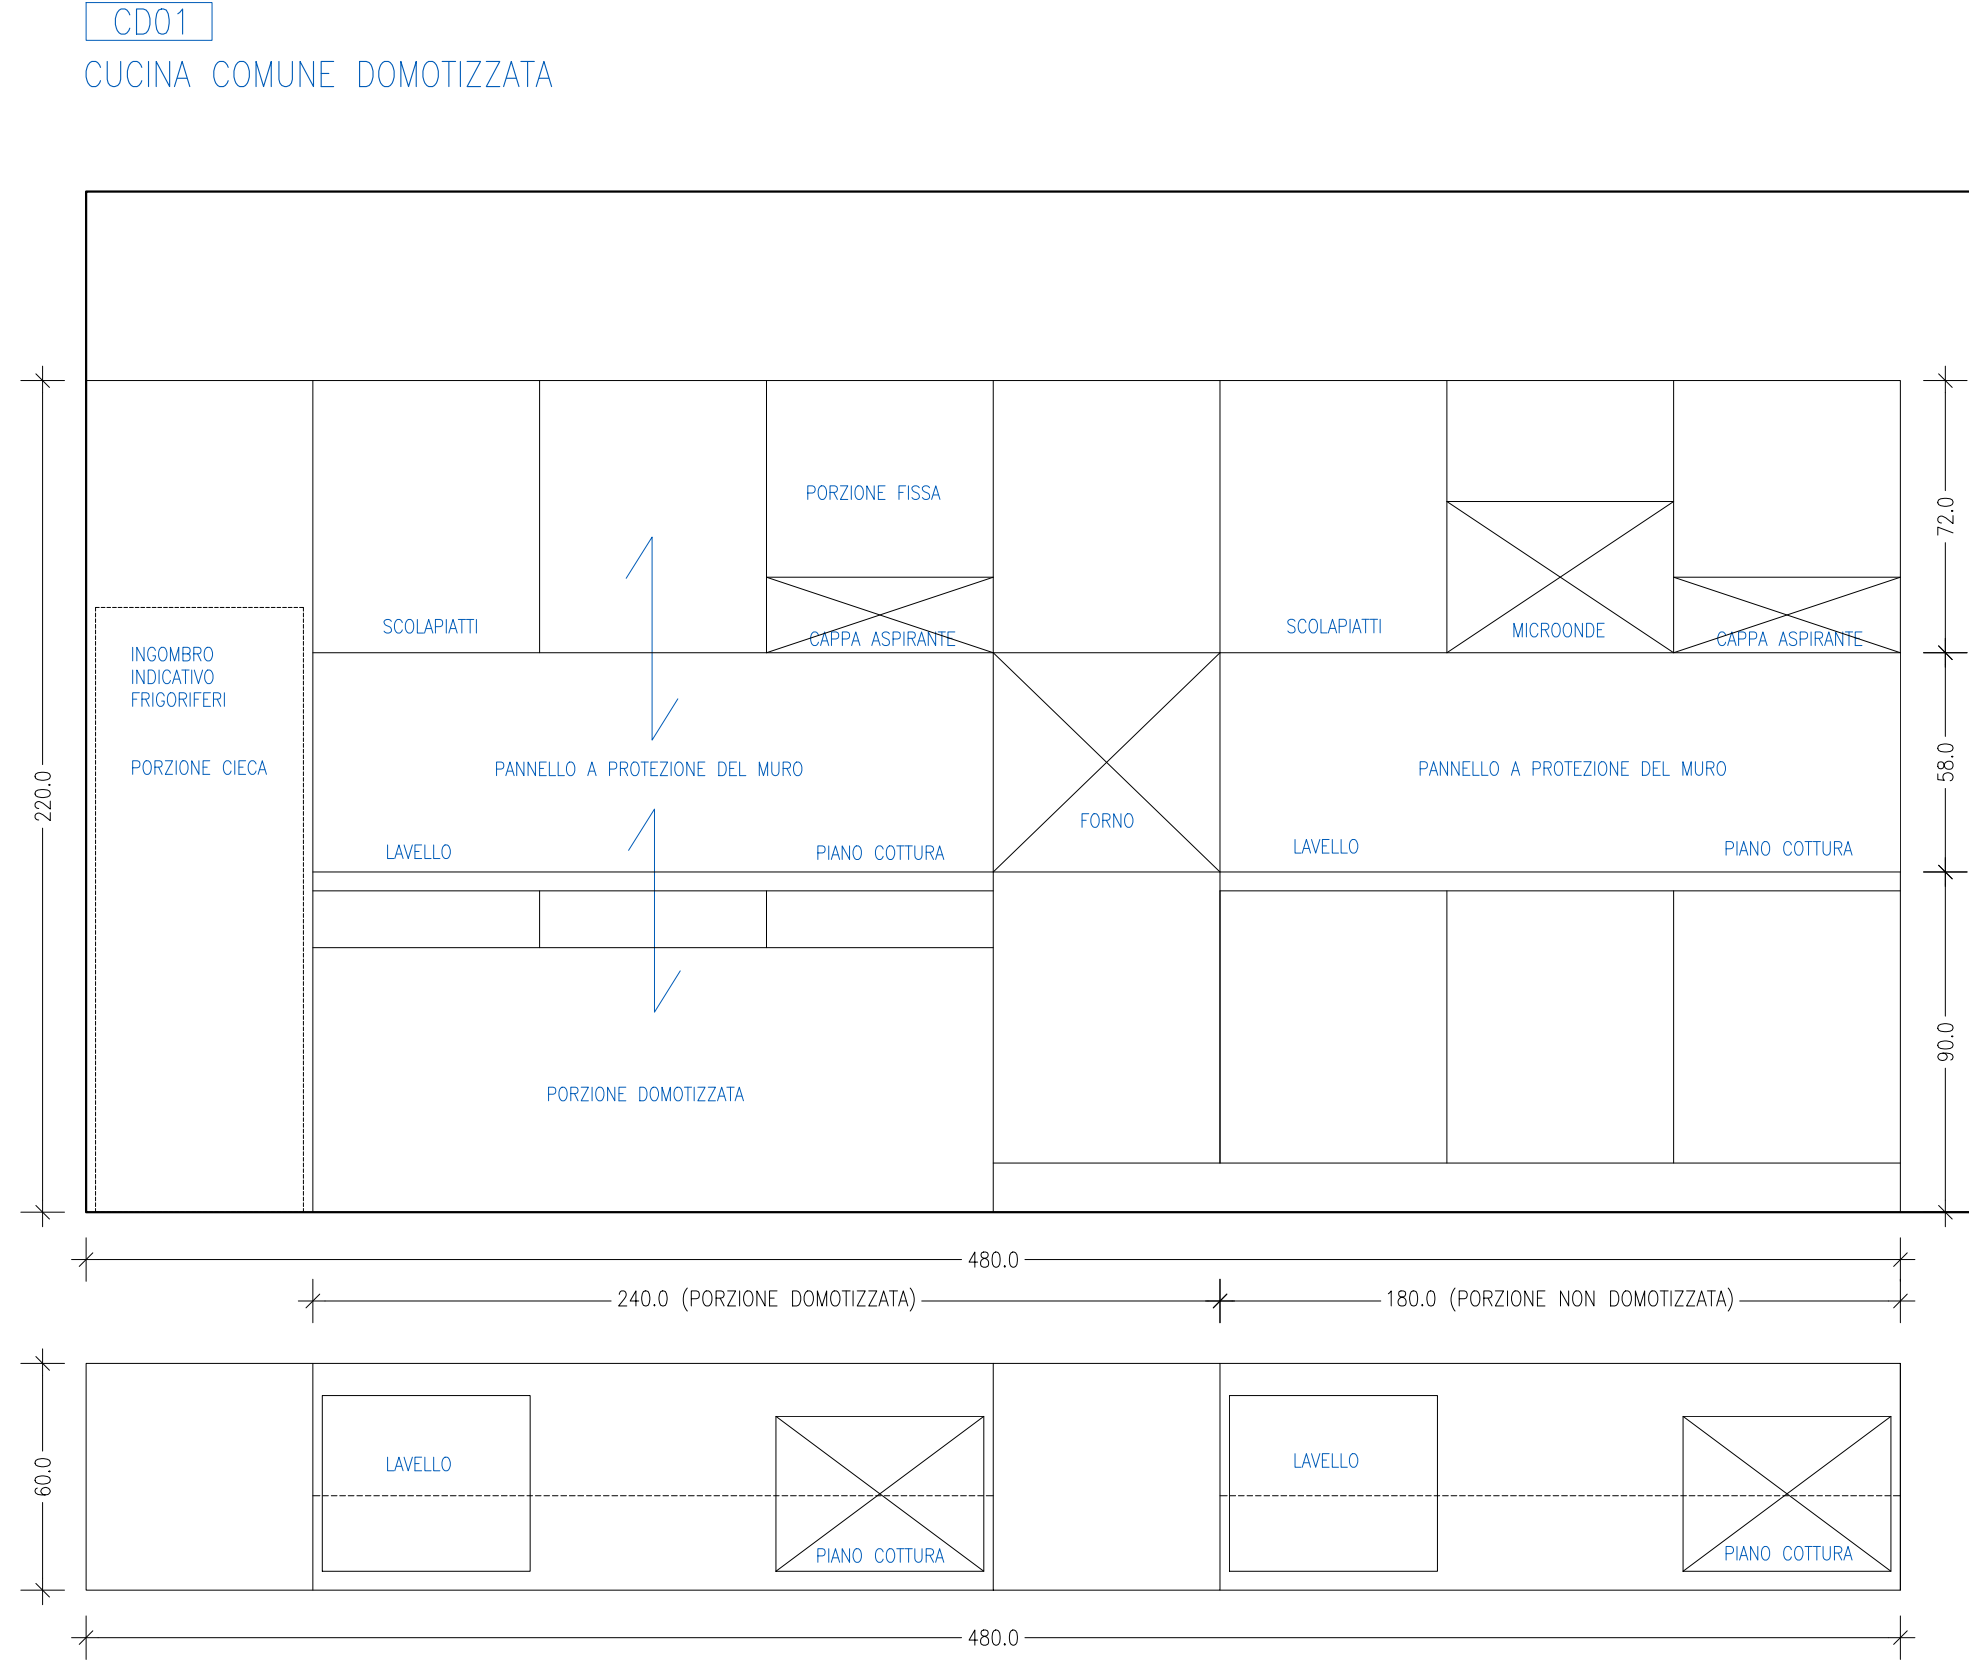 CD01
CUCINA COMUNE DOMOTIZZATA
PORZIONE FISSA
72.0
SCOLAPIATTI
CAPPA ASPIRANTE
SCOLAPIATTI
MICROONDE
CAPPA ASPIRANTE
INGOMBRO
INDICATIVO
FRIGORIFERI
PORZIONE CIECA
220.0
PANNELLO A PROTEZIONE DEL MURO
PANNELLO A PROTEZIONE DEL MURO
58.0
FORNO
LAVELLO
PIANO COTTURA
LAVELLO
PIANO COTTURA
90.0
PORZIONE DOMOTIZZATA
480.0
240.0 (PORZIONE DOMOTIZZATA)
180.0 (PORZIONE NON DOMOTIZZATA)
60.0
LAVELLO
PIANO COTTURA
LAVELLO
PIANO COTTURA
480.0